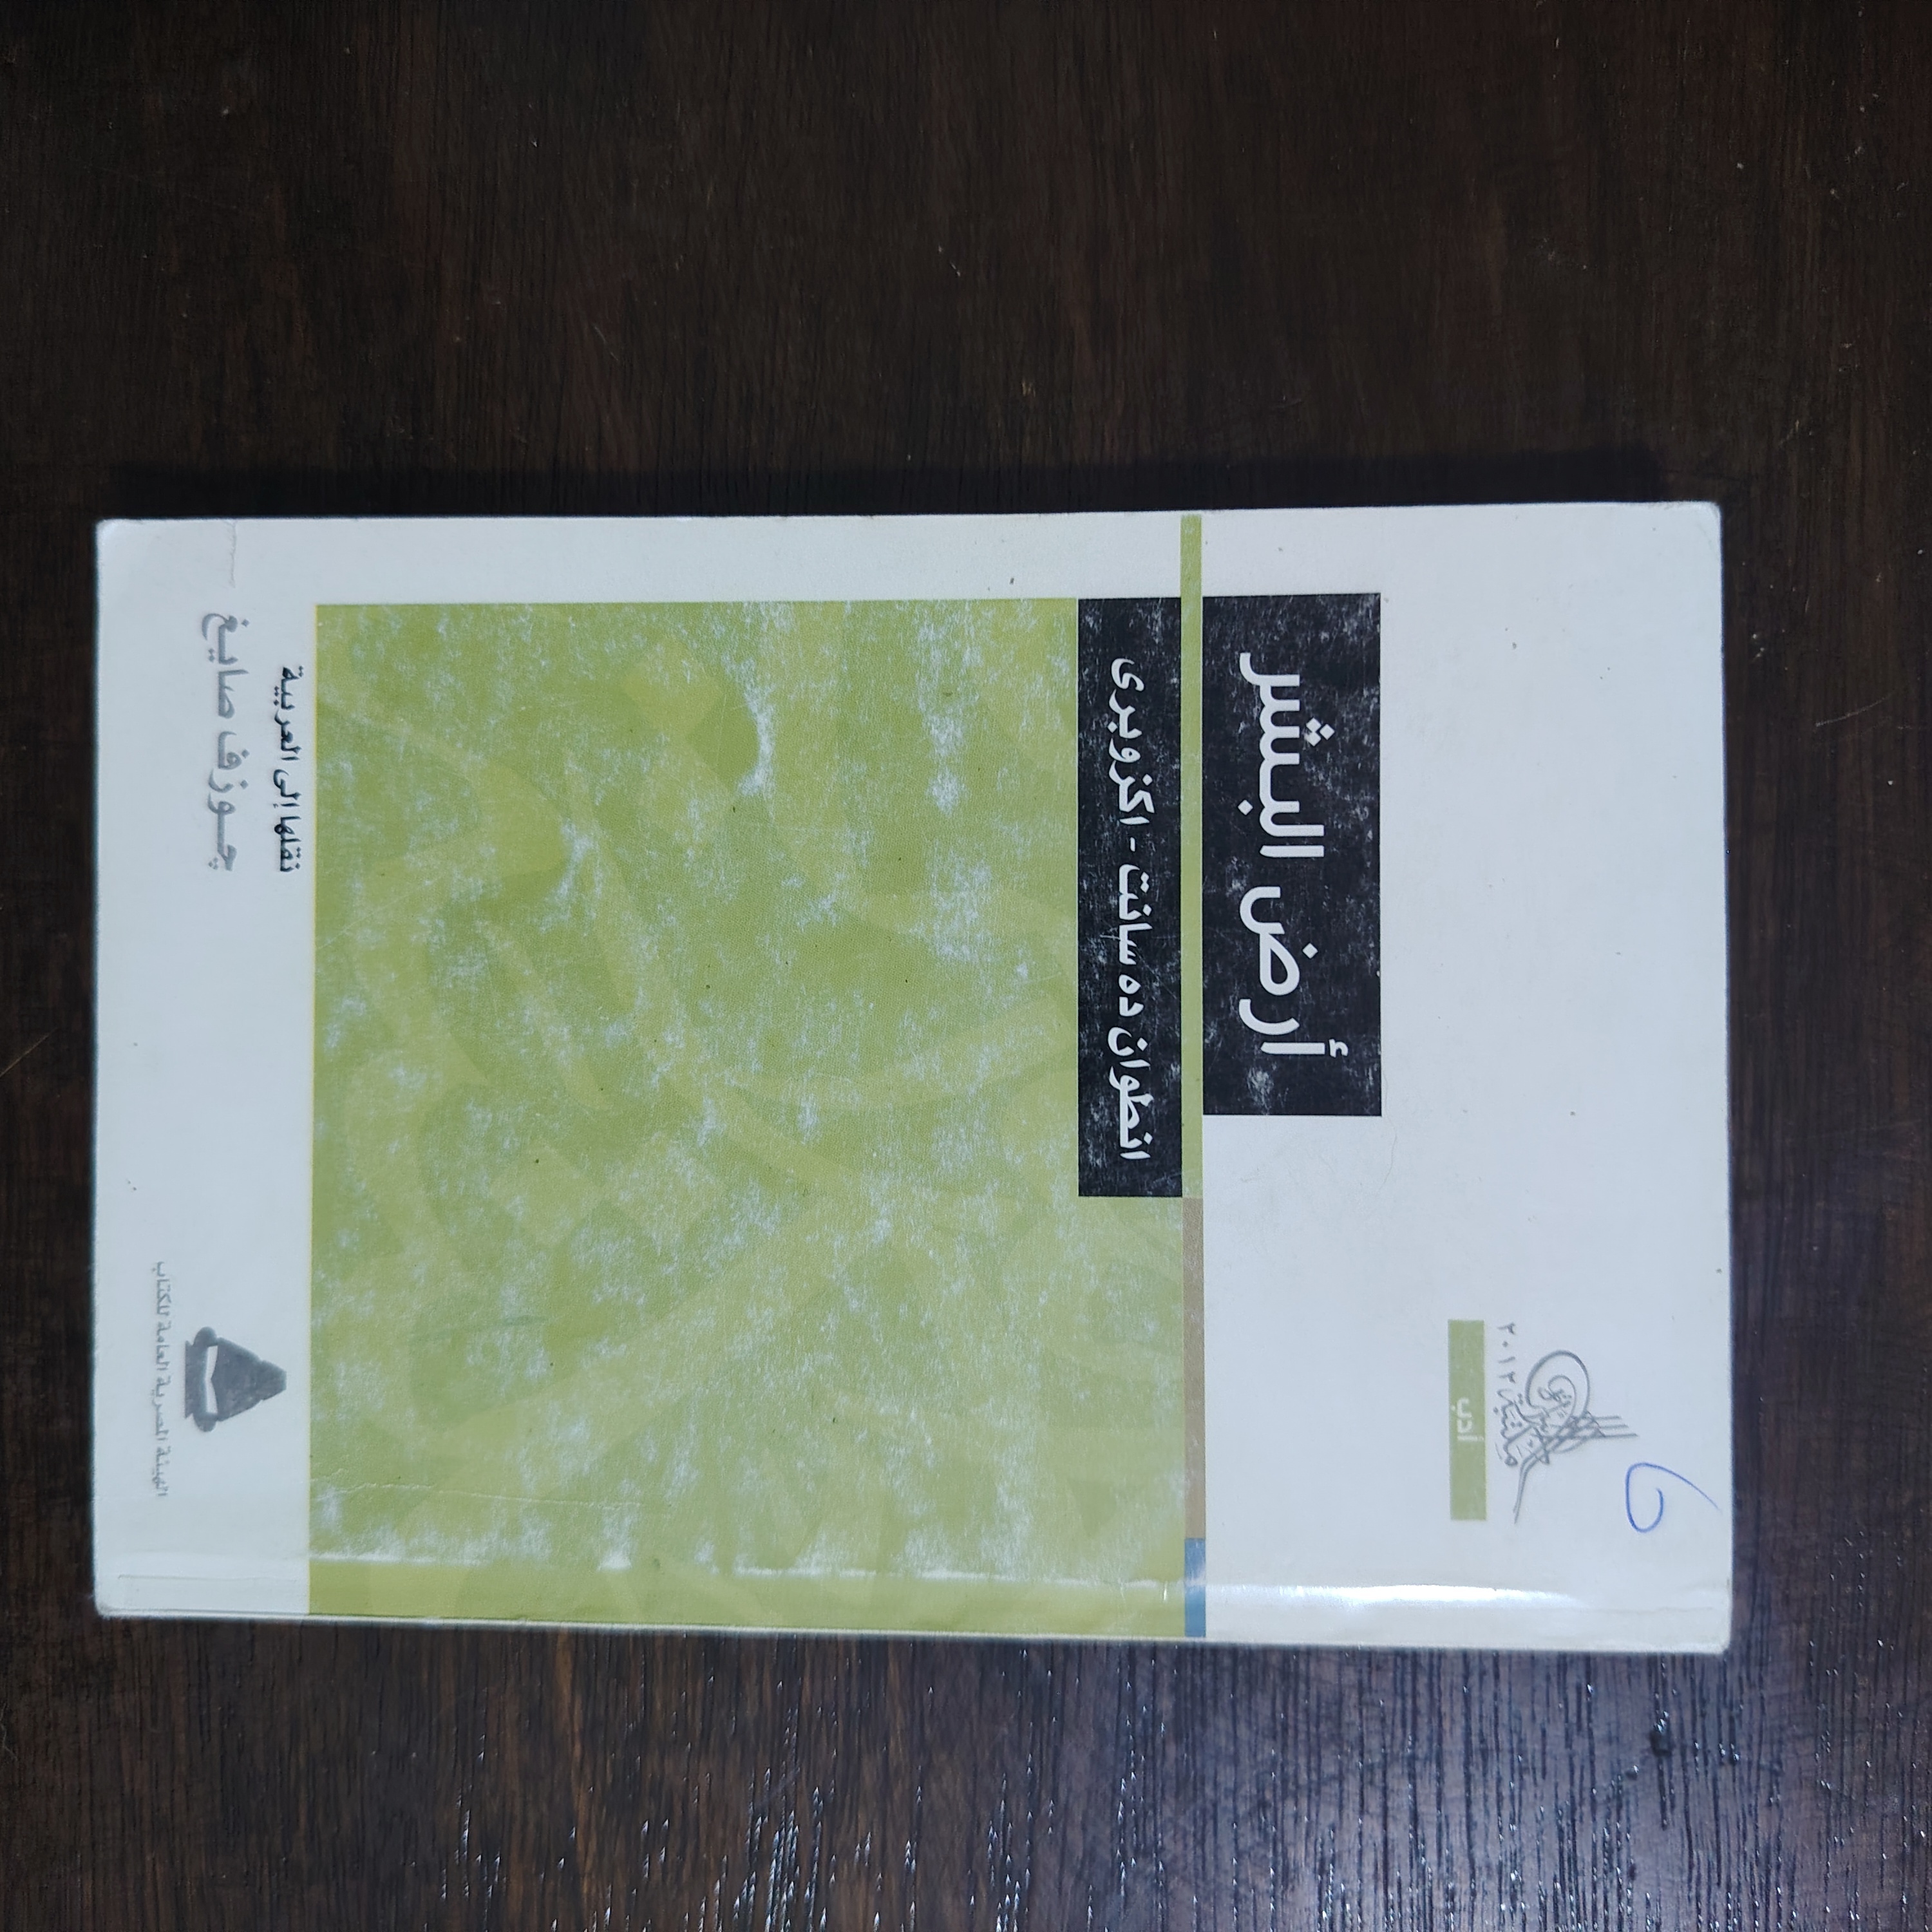 6
مكتبة الأسرة
٢٠١٢
أدب
أرض البشر
انطوان ده سانت - اكزوبرى
نقلها إلى العربية
چوزف صايغ
الهيئة المصرية العامة للكتاب